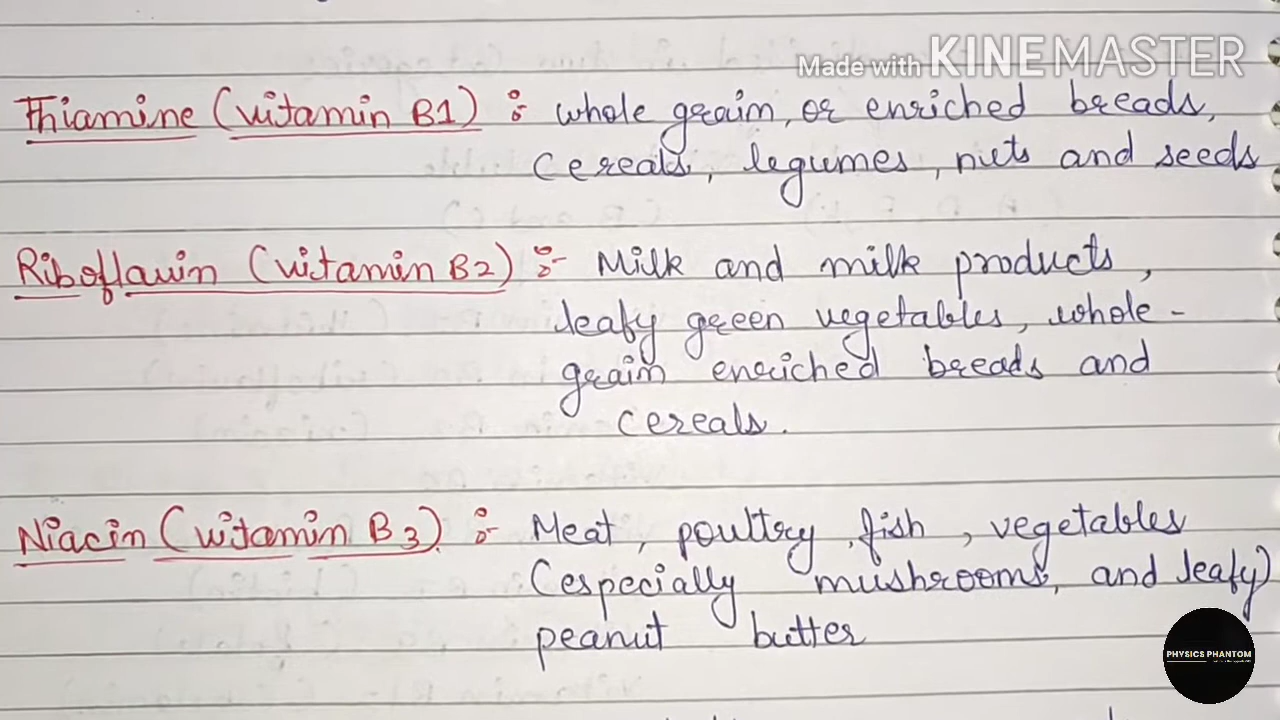 Made with KINEMASTER
Thiamine (vitamin B1) :- whole grain, or enriched breads,
cereals, legumes, nuts and seeds
Riboflavin (vitamin B2) :- Milk and milk products,
leafy green vegetables, whole-
grain enriched breads and
cereals.
Niacin (vitamin B3) :- Meat, poultry, fish, vegetables
(especially mushrooms, and leafy)
peanut butter
PHYSICS PHANTOM